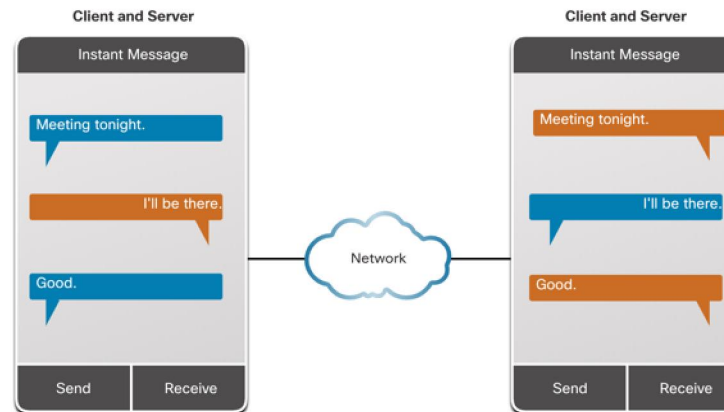 Client and Server
Instant Message
Meeting tonight.
I'll be there.
Good.
Send Receive
Network
Client and Server
Instant Message
Meeting tonight.
I'll be there.
Good.
Send Receive